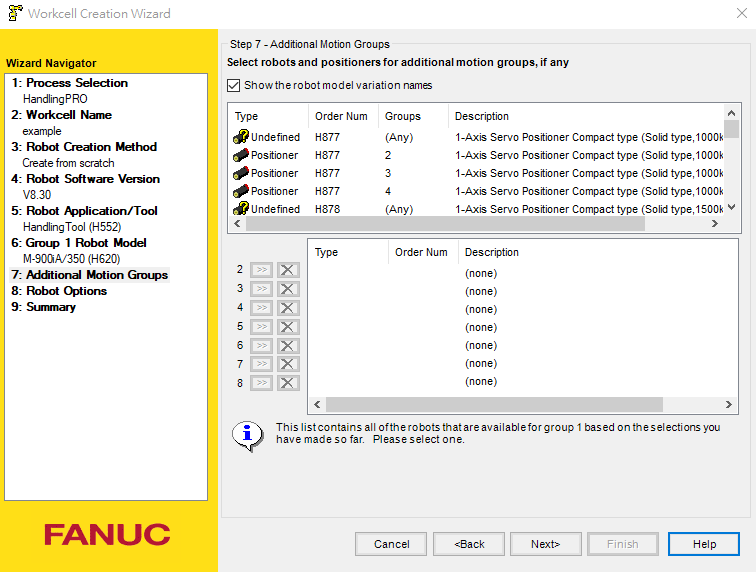 Workcell Creation Wizard
Wizard Navigator
1: Process Selection
HandlingPRO
2: Workcell Name
example
3: Robot Creation Method
Create from scratch
4: Robot Software Version
V8.30
5: Robot Application/Tool
HandlingTool (H552)
6: Group 1 Robot Model
M-900iA/350 (H620)
7: Additional Motion Groups
8: Robot Options
9: Summary
FANUC
Step 7 - Additional Motion Groups
Select robots and positioners for additional motion groups, if any
Show the robot model variation names
Type Order Num Groups Description
Undefined H877 (Any) 1-Axis Servo Positioner Compact type (Solid type,1000k
Positioner H877 2 1-Axis Servo Positioner Compact type (Solid type,1000k
Positioner H877 3 1-Axis Servo Positioner Compact type (Solid type,1000k
Positioner H877 4 1-Axis Servo Positioner Compact type (Solid type,1000k
Undefined H878 (Any) 1-Axis Servo Positioner Compact type (Solid type,1500k
Type Order Num Description
2 >> (none)
3 >> (none)
4 >> (none)
5 >> (none)
6 >> (none)
7 >> (none)
8 >> (none)
This list contains all of the robots that are available for group 1 based on the selections you
have made so far. Please select one.
Cancel <Back Next> Finish Help